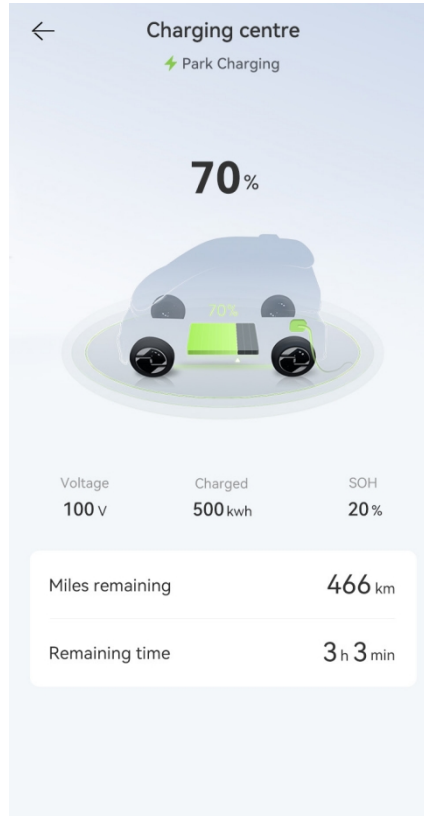 Charging centre
Park Charging
70%
70%
Voltage Charged SOH
100 V 500 kwh 20 %
Miles remaining 466 km
Remaining time 3 h 3 min